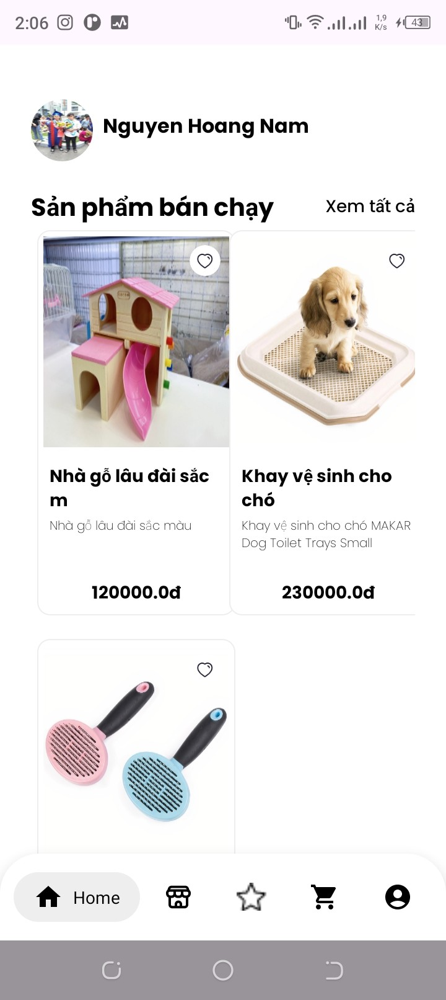 2:06
1,9
K/s
43
Nguyen Hoang Nam
Sản phẩm bán chạy
Xem tất cả
Nhà gỗ lâu đài sắc
m
Nhà gỗ lâu đài sắc màu
120000.0đ
Khay vệ sinh cho
chó
Khay vệ sinh cho chó MAKAR
Dog Toilet Trays Small
230000.0đ
Home